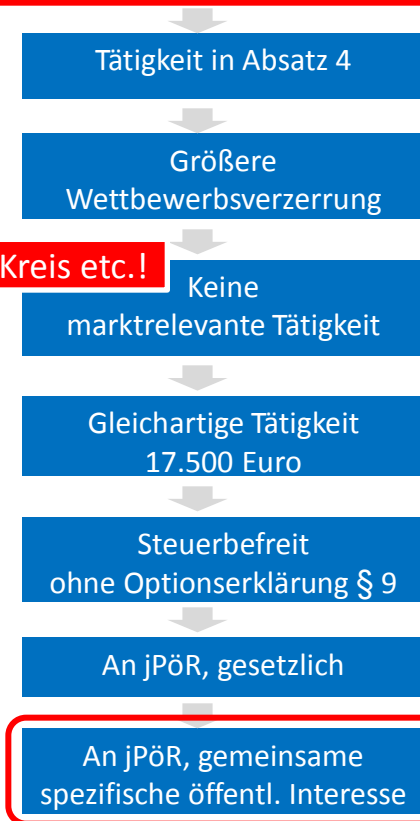 Tätigkeit in Absatz 4
Größere
Wettbewerbsverzerrung
Kreis etc.!
Keine
marktrelevante Tätigkeit
Gleichartige Tätigkeit
17.500 Euro
Steuerbefreit
ohne Optionserklärung § 9
An jPöR, gesetzlich
An jPöR, gemeinsame
spezifische öffentl. Interesse